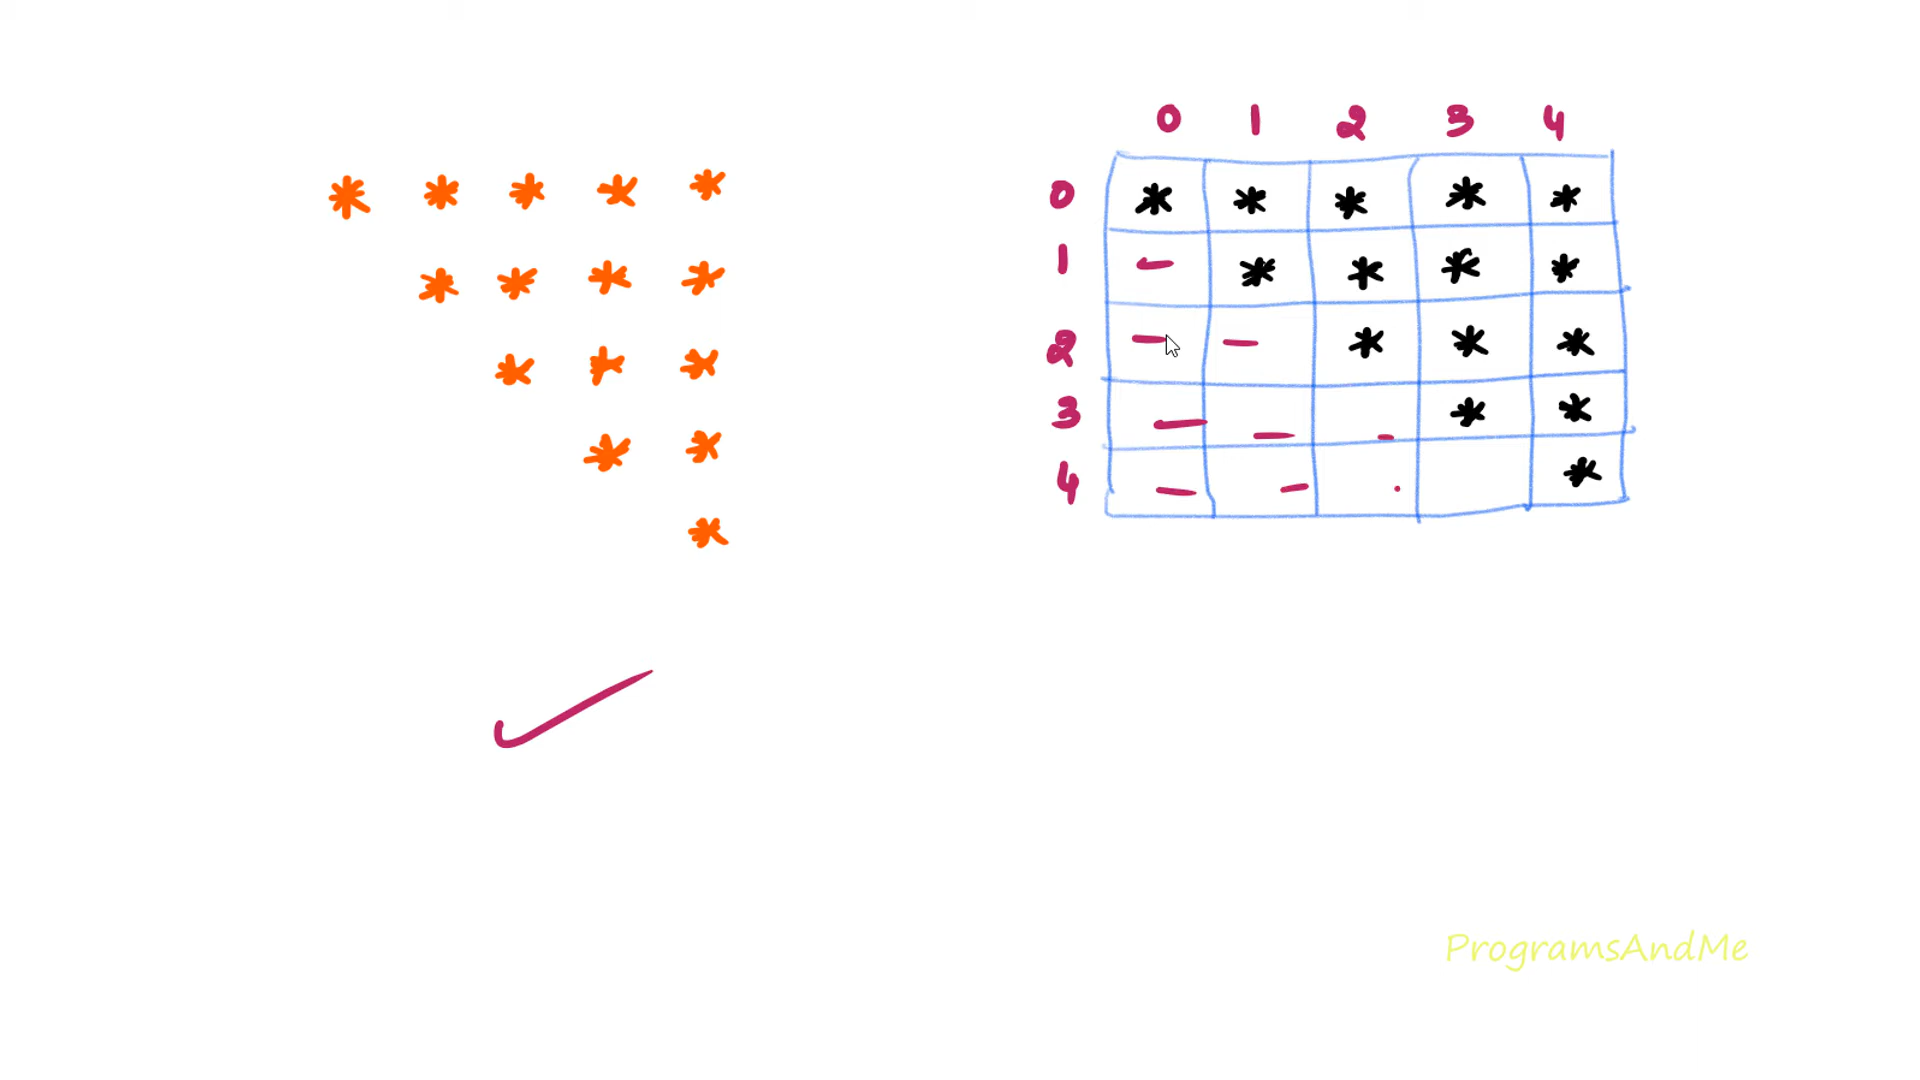 * * * * *
* * * *
* * *
* *
*
0 1 2 3 4
0 * * * * *
1 - * * * *
2 - - * * *
3 - - - * *
4 - - . *
ProgramsAndMe